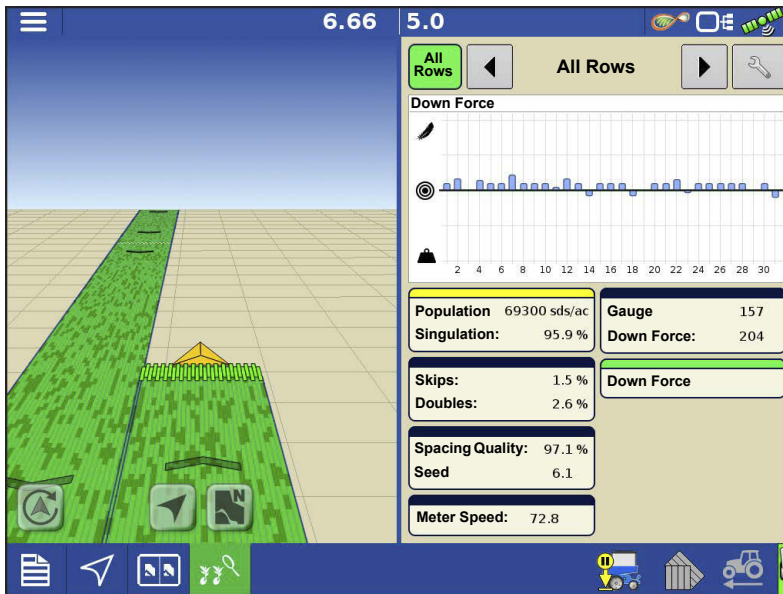 6.66 5.0
All Rows
All Rows
Down Force
2 4 6 8 10 12 14 16 18 20 22 24 26 28 30
Population 69300 sds/ac
Singulation: 95.9 %
Gauge 157
Down Force: 204
Skips: 1.5 %
Doubles: 2.6 %
Down Force
Spacing Quality: 97.1 %
Seed 6.1
Meter Speed: 72.8
N